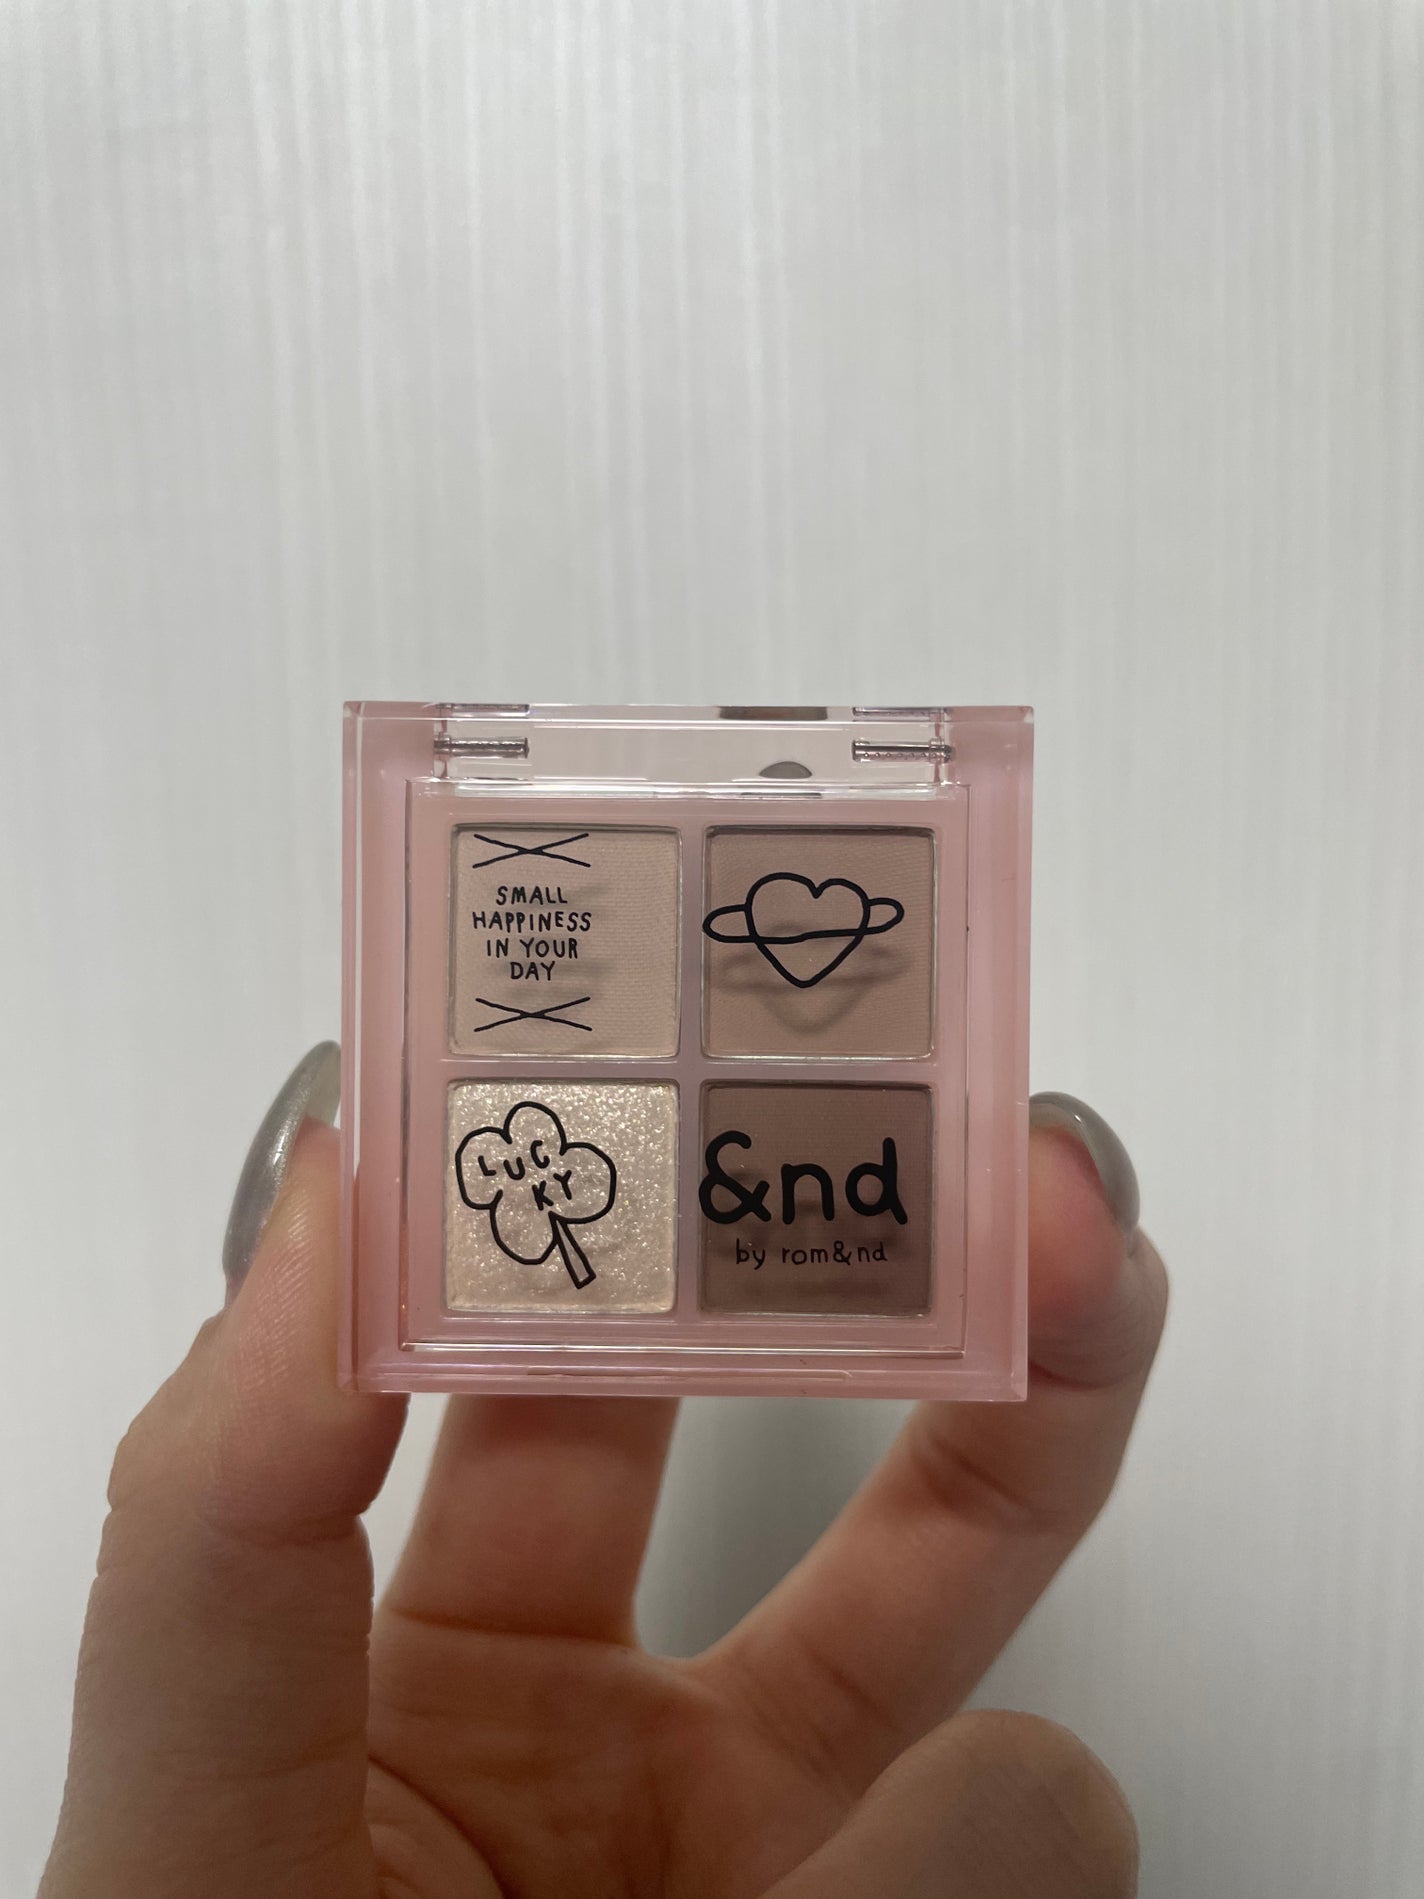 SMALL
HAPPINESS
IN YOUR
DAY
LUC
KY
&nd
by rom&nd